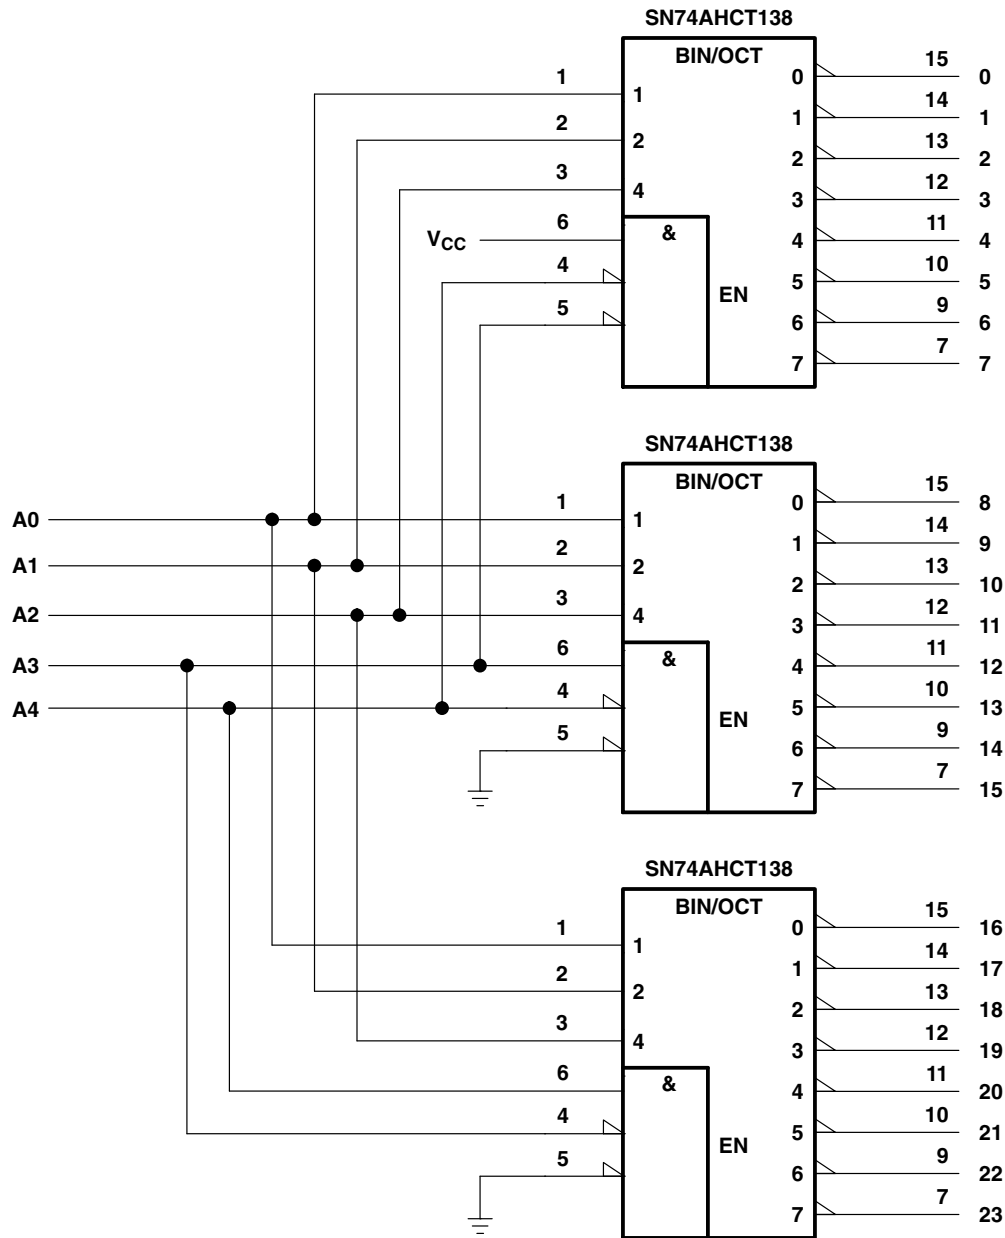 SN74AHCT138
BIN/OCT
1 1
2 2
3 4
V_CC 6 &
4
5
EN
0 15 0
1 14 1
2 13 2
3 12 3
4 11 4
5 10 5
6 9 6
7 7 7
SN74AHCT138
BIN/OCT
A0 1 1
A1 2 2
A2 3 4
A3 6 &
A4 4
5
EN
0 15 8
1 14 9
2 13 10
3 12 11
4 11 12
5 10 13
6 9 14
7 7 15
SN74AHCT138
BIN/OCT
1 1
2 2
3 4
6 &
4
5
EN
0 15 16
1 14 17
2 13 18
3 12 19
4 11 20
5 10 21
6 9 22
7 7 23